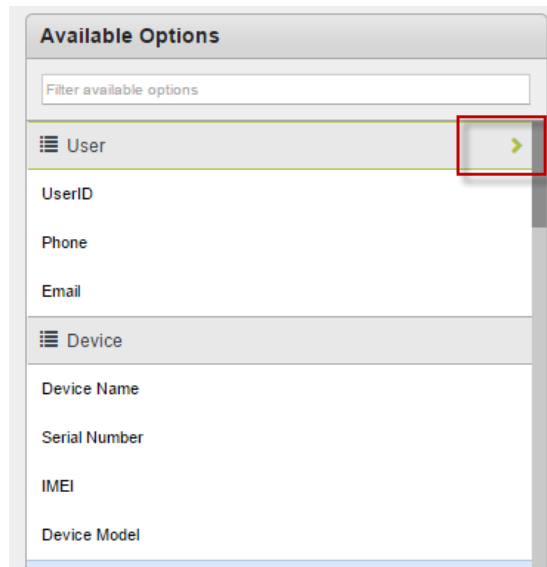 Available Options
Filter available options
User
UserID
Phone
Email
Device
Device Name
Serial Number
IMEI
Device Model